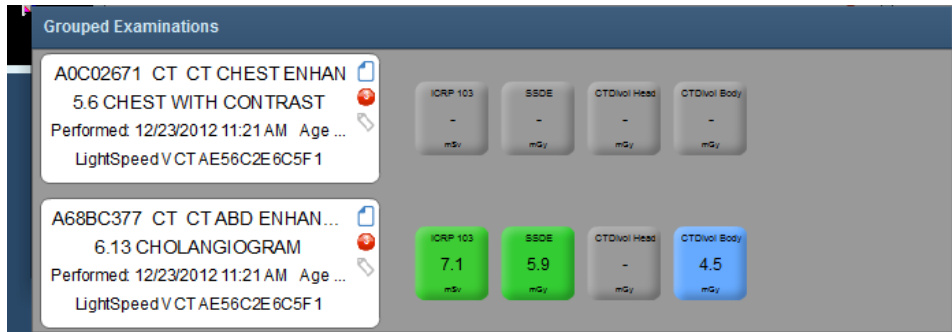 Grouped Examinations
A0C02671 CT CT CHEST ENHAN
5.6 CHEST WITH CONTRAST
Performed: 12/23/2012 11:21 AM Age ...
LightSpeed VCT AE56C2E6C5F1
ICRP 103
-
mSv
SSDE
-
mGy
CTDIvol Head
-
mGy
CTDIvol Body
-
mGy
A68BC377 CT CT ABD ENHAN...
6.13 CHOLANGIOGRAM
Performed: 12/23/2012 11:21 AM Age ...
LightSpeed VCT AE56C2E6C5F1
ICRP 103
7.1
mSv
SSDE
5.9
mGy
CTDIvol Head
-
mGy
CTDIvol Body
4.5
mGy